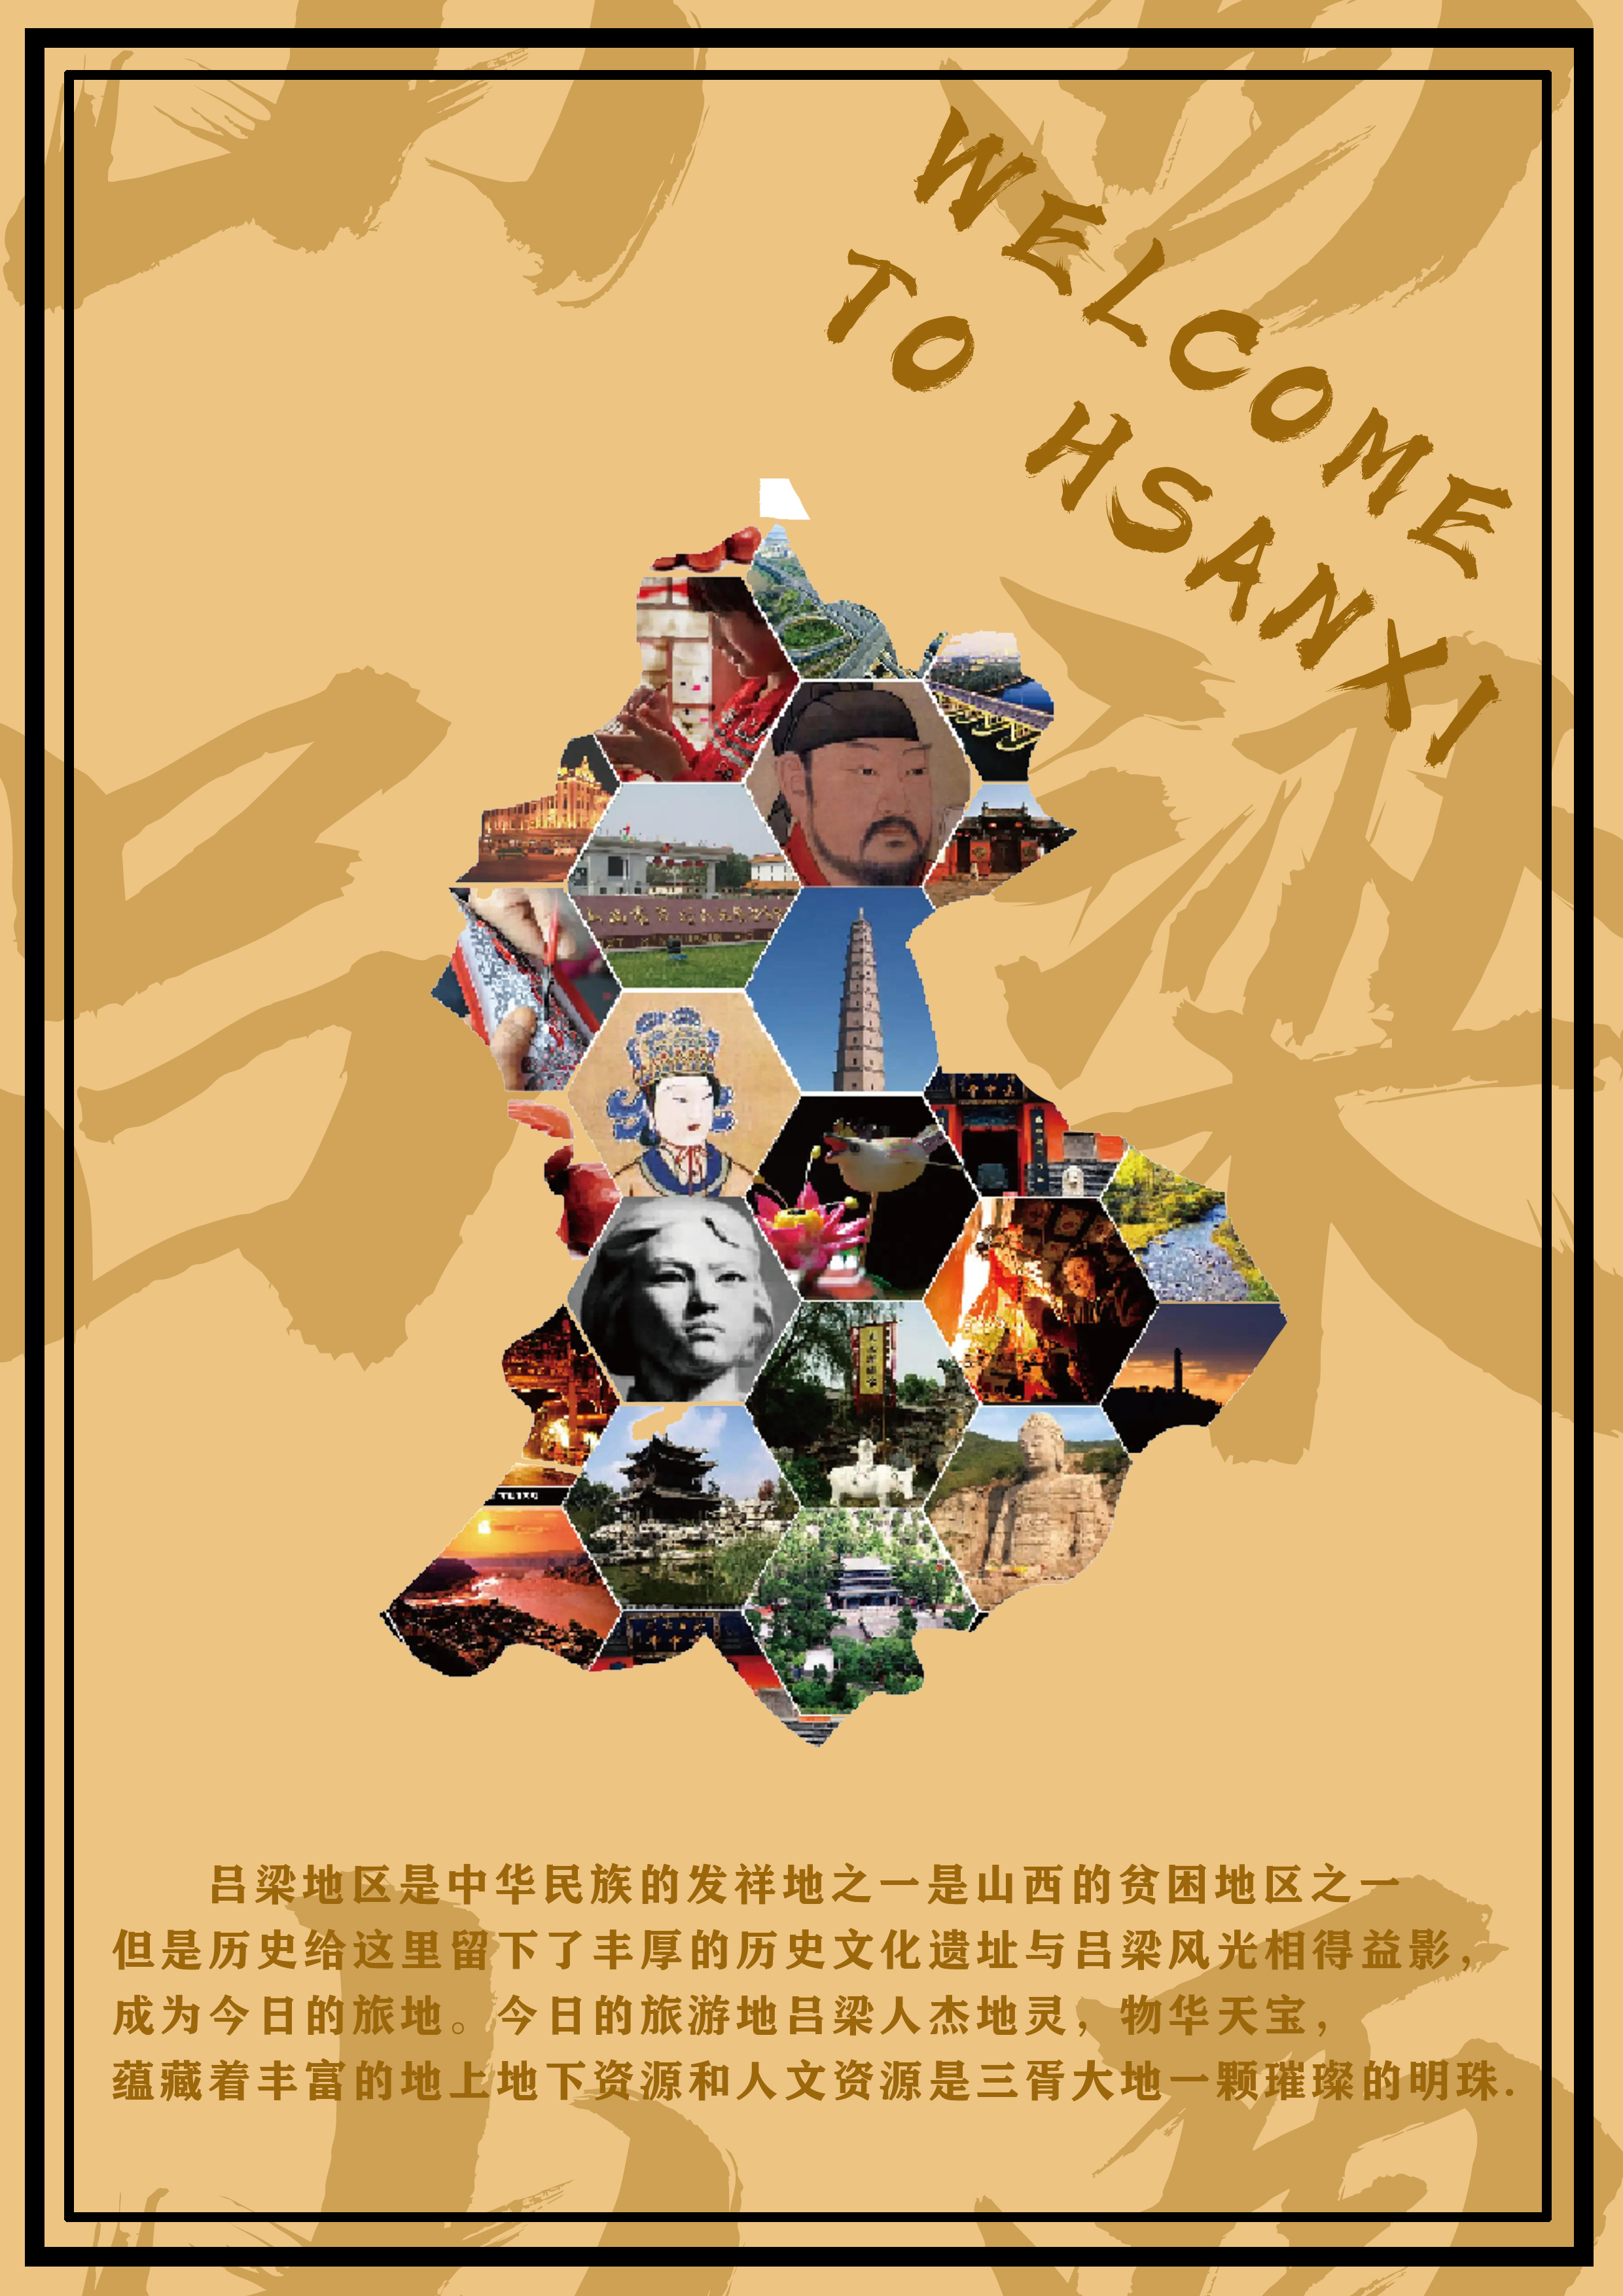 WELCOME
TO HSANXI
吕梁地区是中华民族的发祥地之一是山西的贫困地区之一
但是历史给这里留下了丰厚的历史文化遗址与吕梁风光相得益影，
成为今日的旅地。今日的旅游地吕梁人杰地灵，物华天宝，
蕴藏着丰富的地上地下资源和人文资源是三胥大地一颗璀璨的明珠.